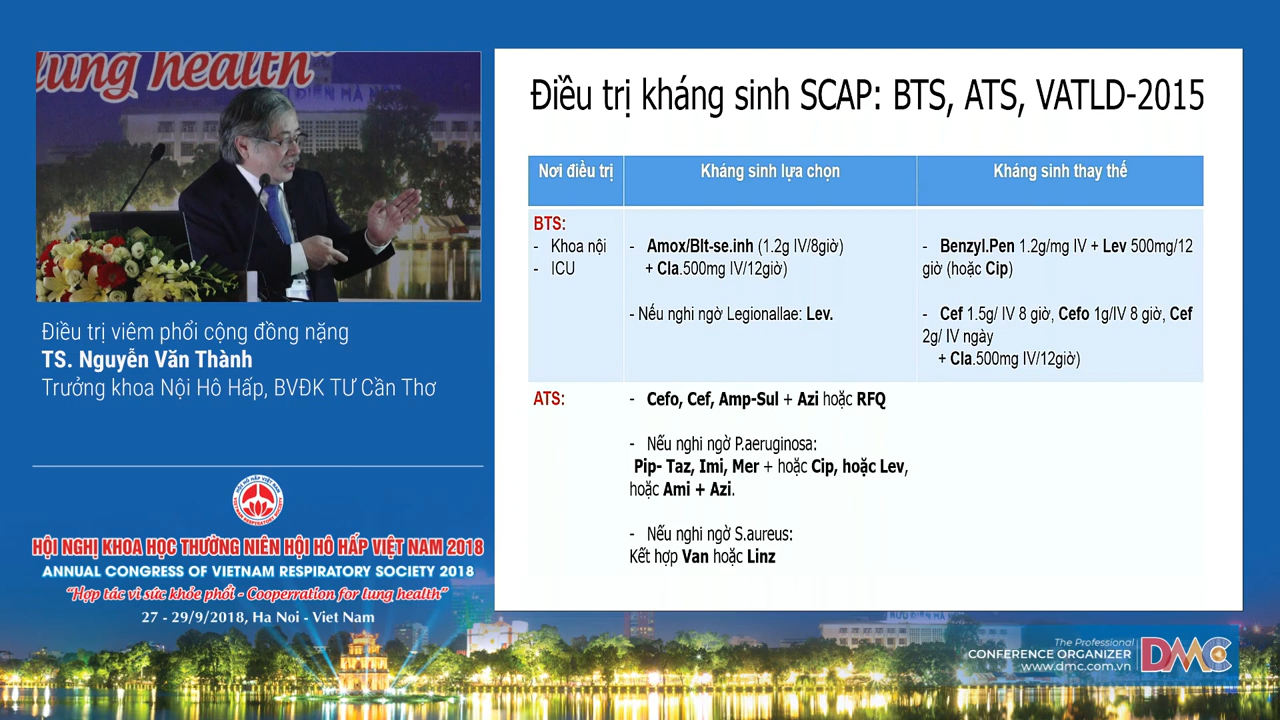 lung health"
Điều trị viêm phổi cộng đồng nặng
TS. Nguyễn Văn Thành
Trưởng khoa Nội Hô Hấp, BVĐK TƯ Cần Thơ
HỘI HÔ HẤP VIỆT NAM
VIETNAM RESPIRATORY SOCIETY
HỘI NGHỊ KHOA HỌC THƯỜNG NIÊN HỘI HÔ HẤP VIỆT NAM 2018
ANNUAL CONGRESS OF VIETNAM RESPIRATORY SOCIETY 2018
"Hợp tác vì sức khỏe phổi - Cooperration for lung health"
27 - 29/9/2018, Ha Noi - Viet Nam
Điều trị kháng sinh SCAP: BTS, ATS, VATLD-2015
Nơi điều trị
Kháng sinh lựa chọn
Kháng sinh thay thế
BTS:
- Khoa nội
- ICU
- Amox/Blt-se.inh (1.2g IV/8giờ)
+ Cla.500mg IV/12giờ)
- Nếu nghi ngờ Legionallae: Lev.
- Benzyl.Pen 1.2g/mg IV + Lev 500mg/12
giờ (hoặc Cip)
- Cef 1.5g/ IV 8 giờ, Cefo 1g/IV 8 giờ, Cef
2g/ IV ngày
+ Cla.500mg IV/12giờ)
ATS:
- Cefo, Cef, Amp-Sul + Azi hoặc RFQ
- Nếu nghi ngờ P.aeruginosa:
Pip- Taz, Imi, Mer + hoặc Cip, hoặc Lev,
hoặc Ami + Azi.
- Nếu nghi ngờ S.aureus:
Kết hợp Van hoặc Linz
The Professional
CONFERENCE ORGANIZER
www.dmc.com.vn
DMC